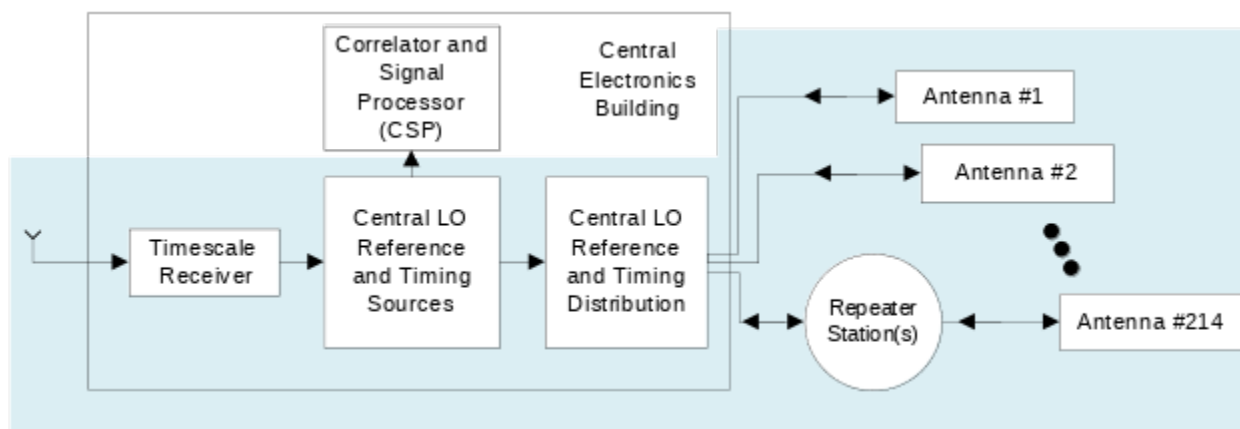 Correlator and
Signal
Processor
(CSP)
Central
Electronics
Building
Antenna #1
Antenna #2
Timescale
Receiver
Central LO
Reference
and Timing
Sources
Central LO
Reference
and Timing
Distribution
Repeater
Station(s)
Antenna #214